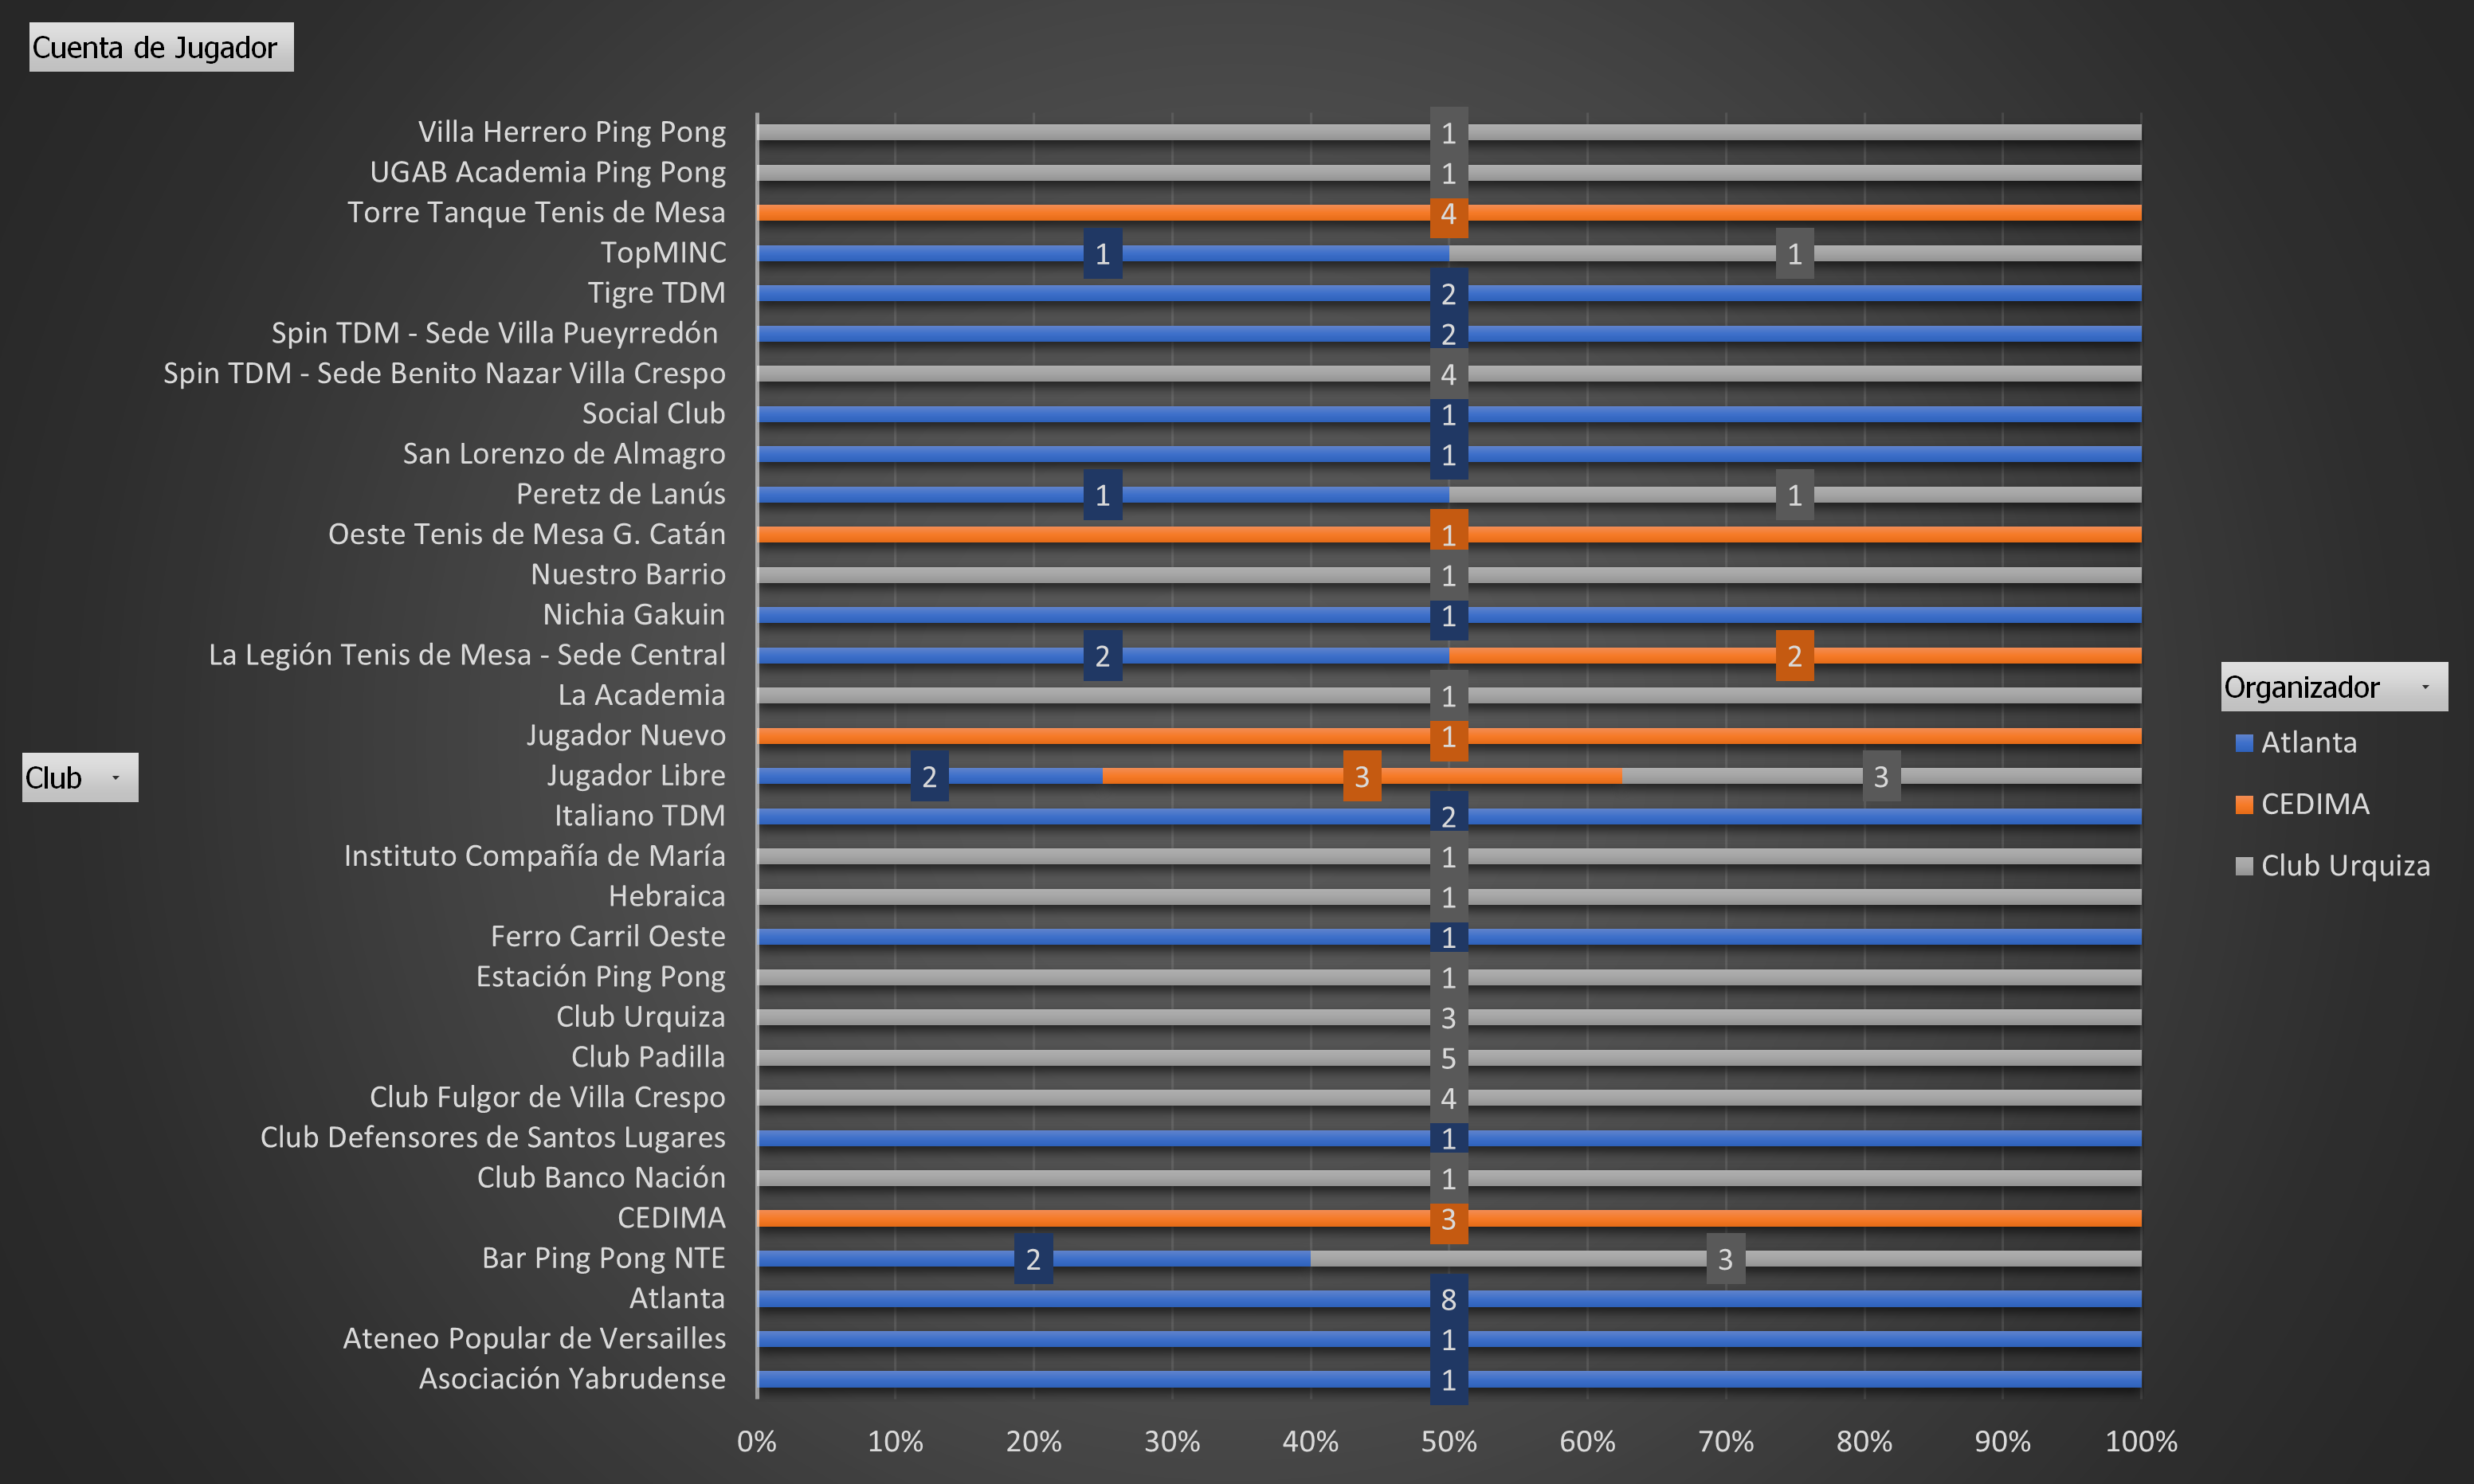 Cuenta de Jugador
Villa Herrero Ping Pong 1
UGAB Academia Ping Pong 1
Torre Tanque Tenis de Mesa 4
TopMINC 1 1
Tigre TDM 2
Spin TDM - Sede Villa Pueyrredón 2
Spin TDM - Sede Benito Nazar Villa Crespo 4
Social Club 1
San Lorenzo de Almagro 1
Peretz de Lanús 1 1
Oeste Tenis de Mesa G. Catán 1
Nuestro Barrio 1
Nichia Gakuin 1
La Legión Tenis de Mesa - Sede Central 2 2
La Academia 1
Jugador Nuevo 1
Jugador Libre 2 3 3
Italiano TDM 2
Instituto Compañía de María 1
Hebraica 1
Ferro Carril Oeste 1
Estación Ping Pong 1
Club Urquiza 3
Club Padilla 5
Club Fulgor de Villa Crespo 4
Club Defensores de Santos Lugares 1
Club Banco Nación 1
CEDIMA 3
Bar Ping Pong NTE 2 3
Atlanta 8
Ateneo Popular de Versailles 1
Asociación Yabrudense 1
0% 10% 20% 30% 40% 50% 60% 70% 80% 90% 100%
Club
Organizador
Atlanta
CEDIMA
Club Urquiza